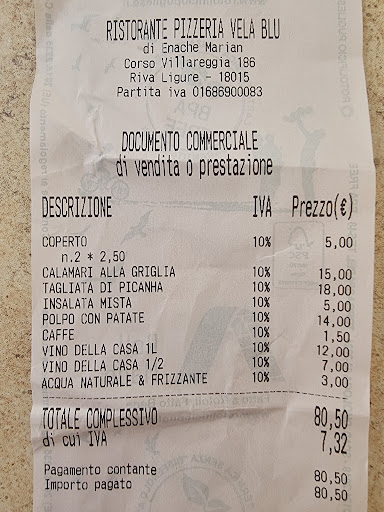 RISTORANTE PIZZERIA VELA BLU
di Enache Marian
Corso Villareggia 186
Riva Ligure - 18015
Partita iva 01686900083
DOCUMENTO COMMERCIALE
di vendita o prestazione
DESCRIZIONE IVA Prezzo(€)
COPERTO 10% 5,00
n.2 * 2,50
CALAMARI ALLA GRIGLIA 10% 15,00
TAGLIATA DI PICANHA 10% 18,00
INSALATA MISTA 10% 5,00
POLPO CON PATATE 10% 14,00
CAFFE 10% 1,50
VINO DELLA CASA 1L 10% 12,00
VINO DELLA CASA 1/2 10% 7,00
ACQUA NATURALE & FRIZZANTE 10% 3,00
TOTALE COMPLESSIVO 80,50
di cui IVA 7,32
Pagamento contante 80,50
Importo pagato 80,50